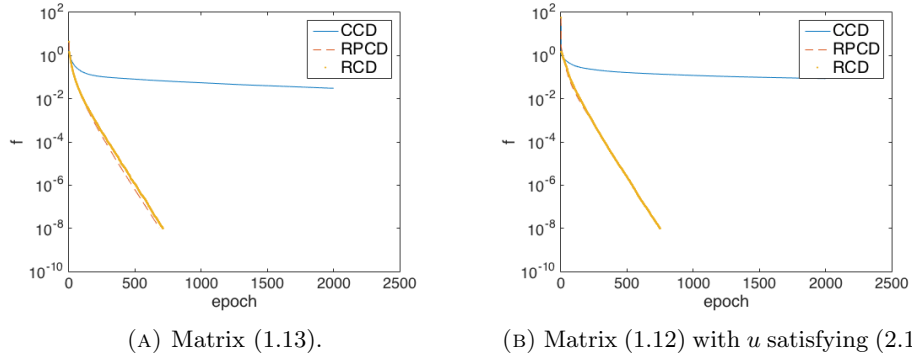 10^2
10^0
10^-2
10^-4
10^-6
10^-8
10^-10
f
0
500
1000
1500
2000
2500
epoch
CCD
RPCD
RCD
(A) Matrix (1.13).
10^2
10^0
10^-2
10^-4
10^-6
10^-8
10^-10
f
0
500
1000
1500
2000
2500
epoch
CCD
RPCD
RCD
(B) Matrix (1.12) with u satisfying (2.1